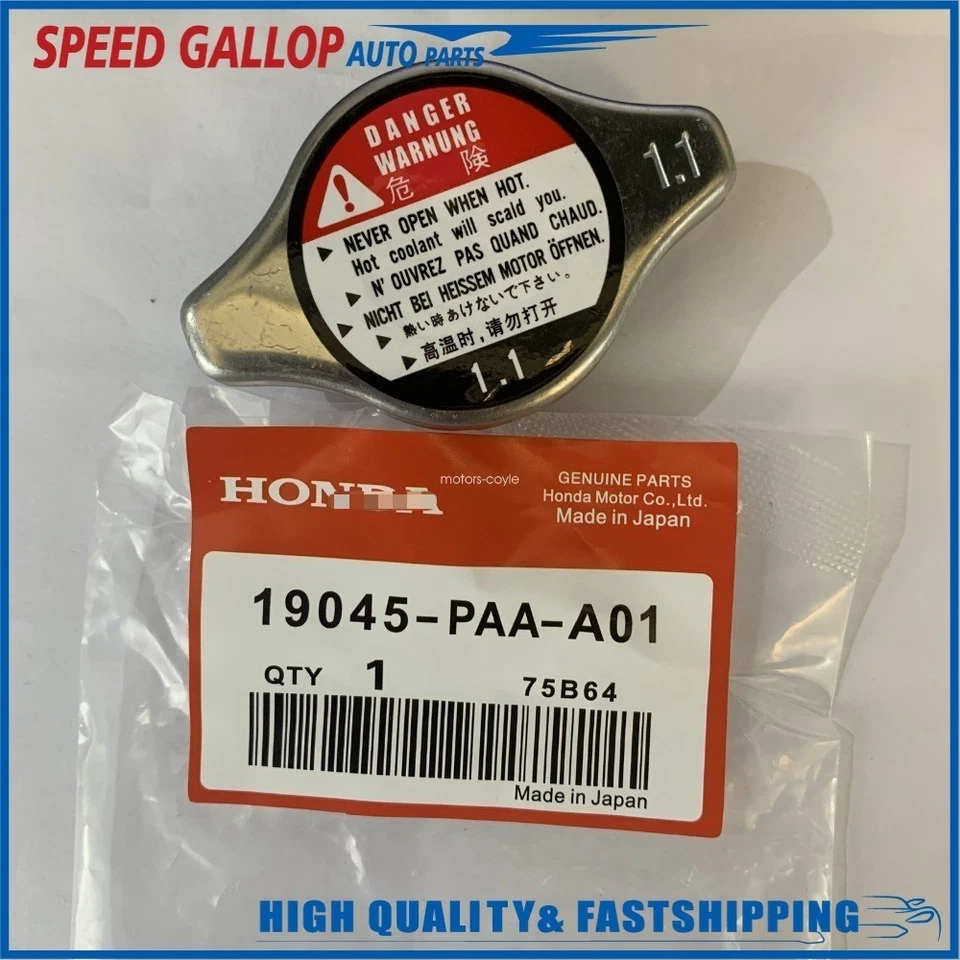 SPEED GALLOP AUTO PARTS
DANGER
WARNUNG
危 険
NEVER OPEN WHEN HOT.
Hot coolant will scald you.
N' OUVREZ PAS QUAND CHAUD.
NICHT BEI HEISSEM MOTOR ÖFFNEN.
熱い時あけないで下さい。
高温时,请勿打开
1.1
1.1
HONDA
motors-coyle
GENUINE PARTS
Honda Motor Co.,Ltd.
Made in Japan
19045-PAA-A01
QTY 1 75B64
Made in Japan
HIGH QUALITY& FASTSHIPPING